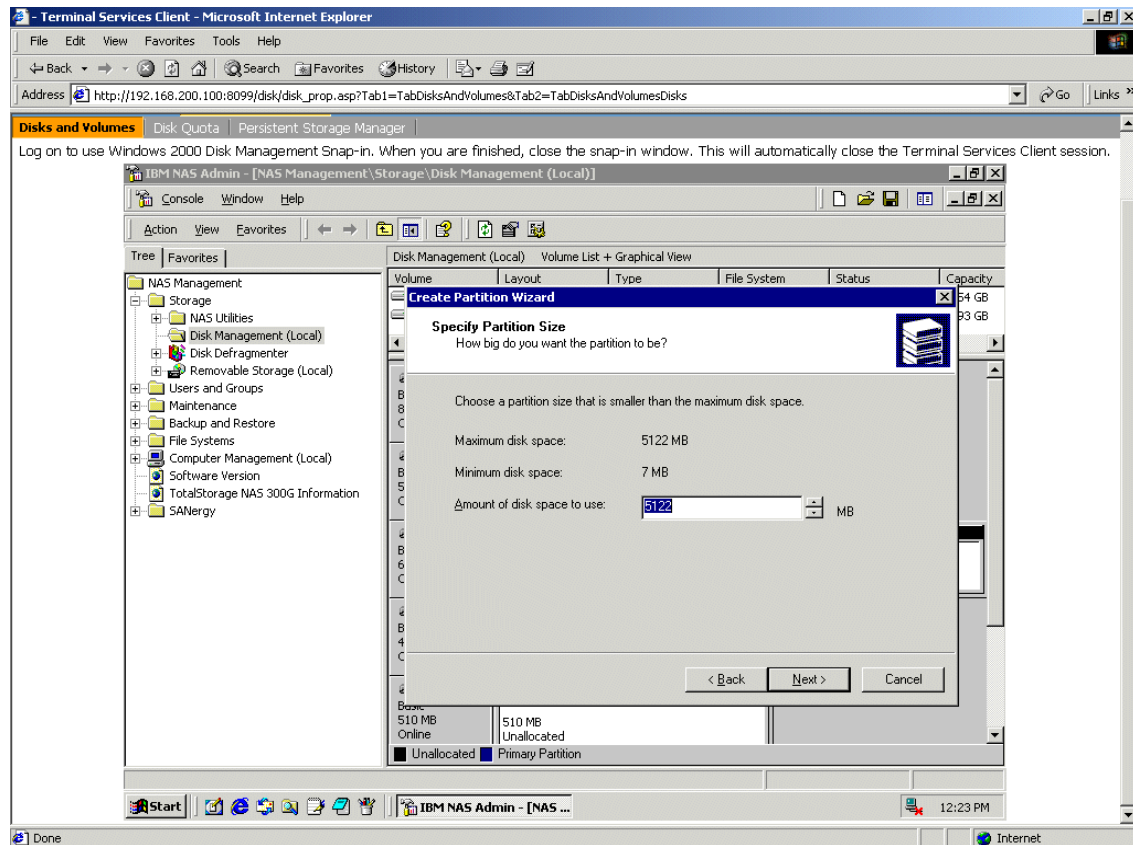 - Terminal Services Client - Microsoft Internet Explorer
File Edit View Favorites Tools Help
Back Search Favorites History
Address http://192.168.200.100:8099/disk/disk_prop.asp?Tab1=TabDisksAndVolumes&Tab2=TabDisksAndVolumesDisks Go Links »
Disks and Volumes Disk Quota Persistent Storage Manager
Log on to use Windows 2000 Disk Management Snap-in. When you are finished, close the snap-in window. This will automatically close the Terminal Services Client session.
IBM NAS Admin - [NAS Management\Storage\Disk Management (Local)]
Console Window Help
Action View Favorites
Tree Favorites
Disk Management (Local) Volume List + Graphical View
Volume Layout Type File System Status Capacity
NAS Management
Storage
NAS Utilities
Disk Management (Local)
Disk Defragmenter
Removable Storage (Local)
Users and Groups
Maintenance
Backup and Restore
File Systems
Computer Management (Local)
Software Version
TotalStorage NAS 300G Information
SANergy
54 GB
93 GB
Create Partition Wizard
Specify Partition Size
How big do you want the partition to be?
Choose a partition size that is smaller than the maximum disk space.
Maximum disk space: 5122 MB
Minimum disk space: 7 MB
Amount of disk space to use: 5122 MB
< Back Next > Cancel
510 MB
Online
510 MB
Unallocated
Unallocated Primary Partition
Start IBM NAS Admin - [NAS ... 12:23 PM
Done Internet